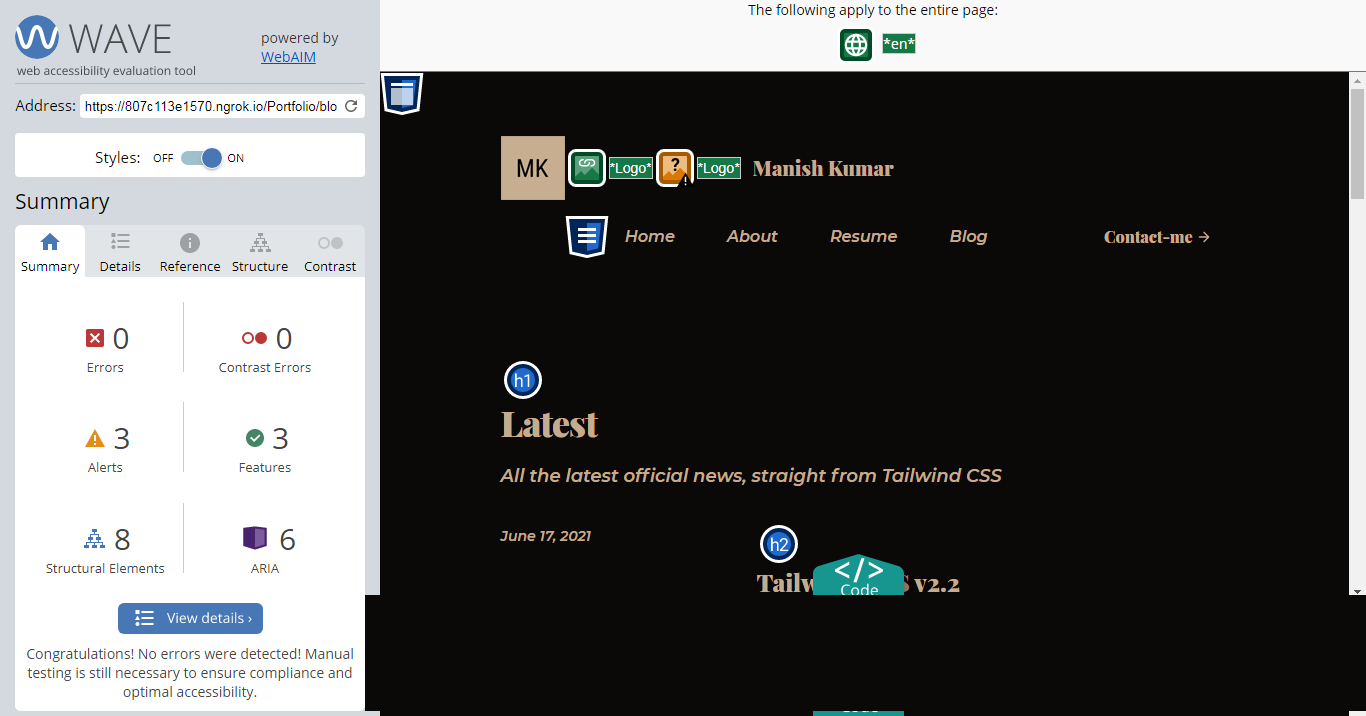 WAVE
web accessibility evaluation tool
powered by
WebAIM
Address: https://807c113e1570.ngrok.io/Portfolio/blo
Styles: OFF ON
Summary
Summary Details Reference Structure Contrast
0
Errors
0
Contrast Errors
3
Alerts
3
Features
8
Structural Elements
6
ARIA
View details ›
Congratulations! No errors were detected! Manual
testing is still necessary to ensure compliance and
optimal accessibility.
The following apply to the entire page:
*en*
MK *Logo* ? *Logo* Manish Kumar
Home About Resume Blog Contact-me →
h1
Latest
All the latest official news, straight from Tailwind CSS
June 17, 2021
h2
v2.2
</>
Code